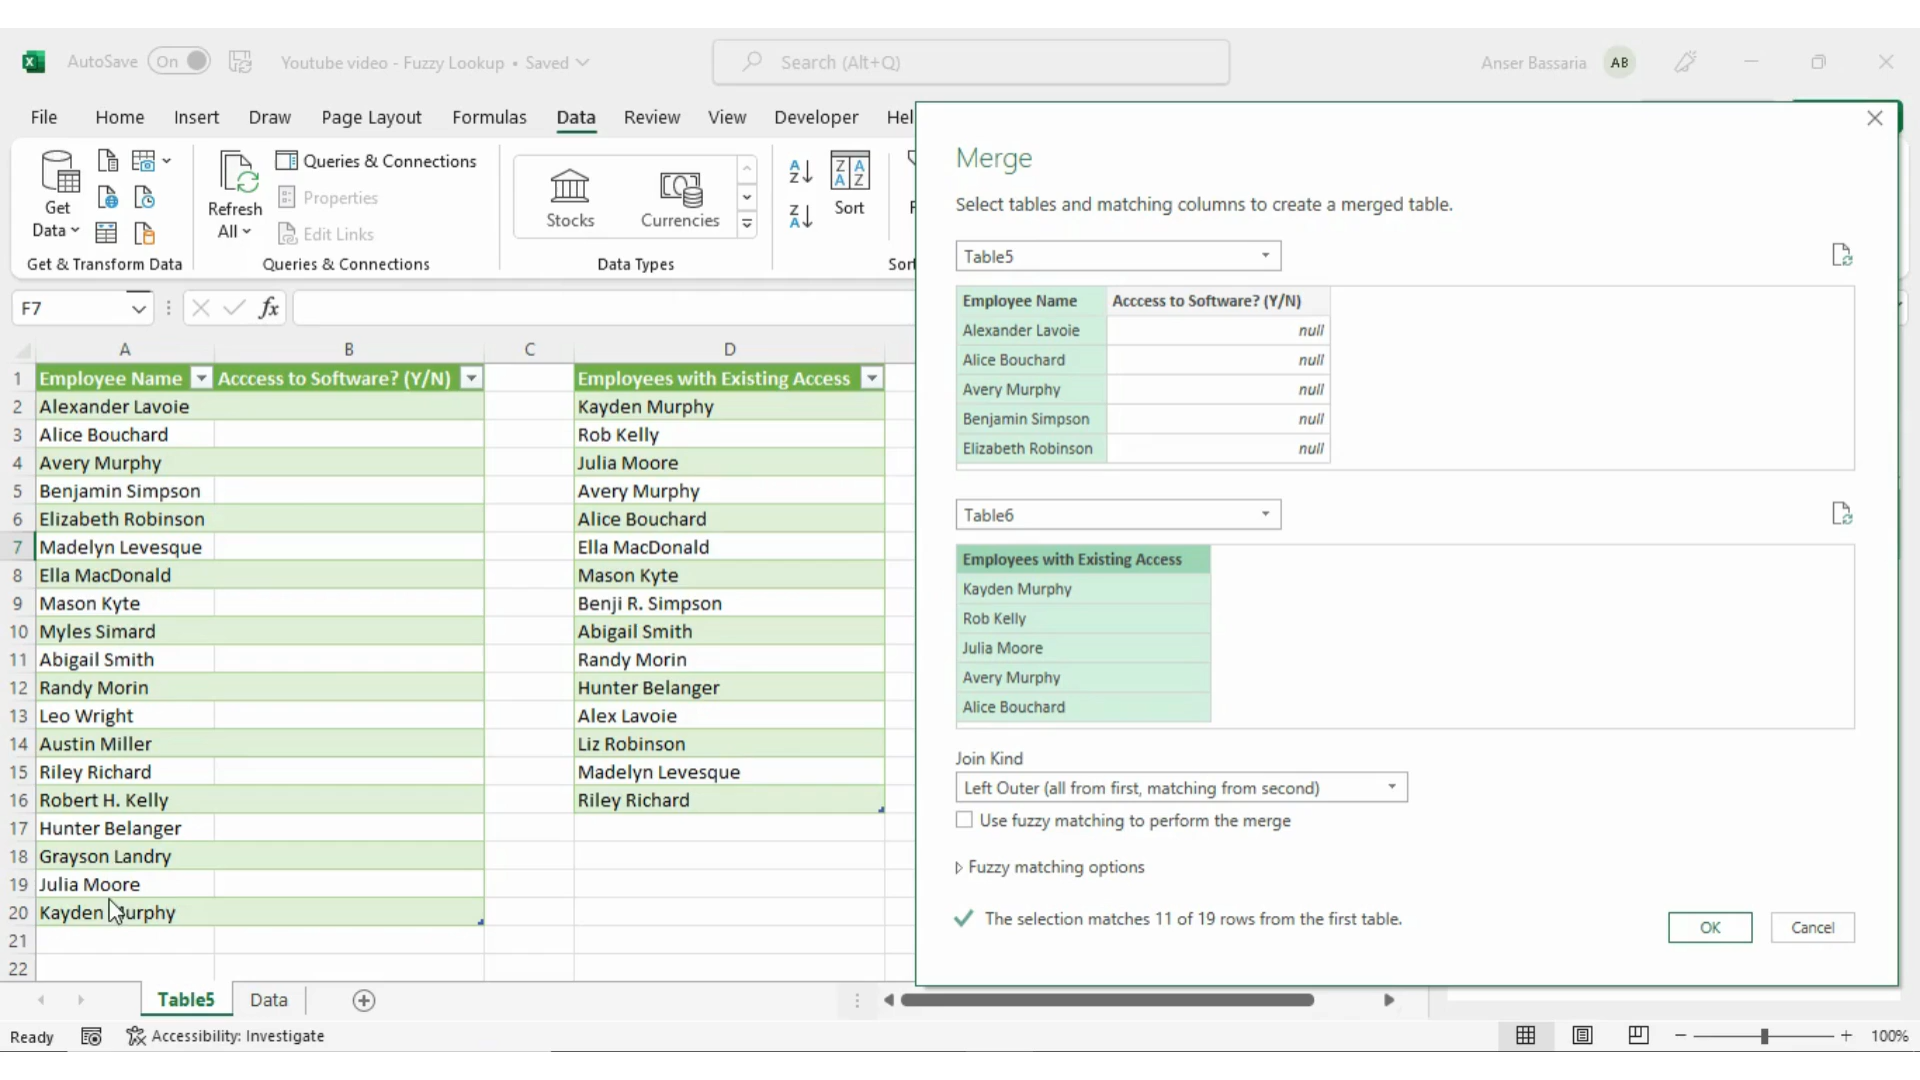 AutoSave On Youtube video - Fuzzy Lookup • Saved Search (Alt+Q) Anser Bassaria AB
File Home Insert Draw Page Layout Formulas Data Review View Developer Hel
Get Data
Refresh All
Queries & Connections
Properties
Edit Links
Stocks Currencies
Sort
Get & Transform Data Queries & Connections Data Types Sor
F7 fx
A B C D
1 Employee Name Acccess to Software? (Y/N) Employees with Existing Access
2 Alexander Lavoie Kayden Murphy
3 Alice Bouchard Rob Kelly
4 Avery Murphy Julia Moore
5 Benjamin Simpson Avery Murphy
6 Elizabeth Robinson Alice Bouchard
7 Madelyn Levesque Ella MacDonald
8 Ella MacDonald Mason Kyte
9 Mason Kyte Benji R. Simpson
10 Myles Simard Abigail Smith
11 Abigail Smith Randy Morin
12 Randy Morin Hunter Belanger
13 Leo Wright Alex Lavoie
14 Austin Miller Liz Robinson
15 Riley Richard Madelyn Levesque
16 Robert H. Kelly Riley Richard
17 Hunter Belanger
18 Grayson Landry
19 Julia Moore
20 Kayden Murphy
21
22
Merge
Select tables and matching columns to create a merged table.
Table5
Employee Name Acccess to Software? (Y/N)
Alexander Lavoie null
Alice Bouchard null
Avery Murphy null
Benjamin Simpson null
Elizabeth Robinson null
Table6
Employees with Existing Access
Kayden Murphy
Rob Kelly
Julia Moore
Avery Murphy
Alice Bouchard
Join Kind
Left Outer (all from first, matching from second)
Use fuzzy matching to perform the merge
Fuzzy matching options
The selection matches 11 of 19 rows from the first table.
OK Cancel
Table5 Data
Ready Accessibility: Investigate 100%